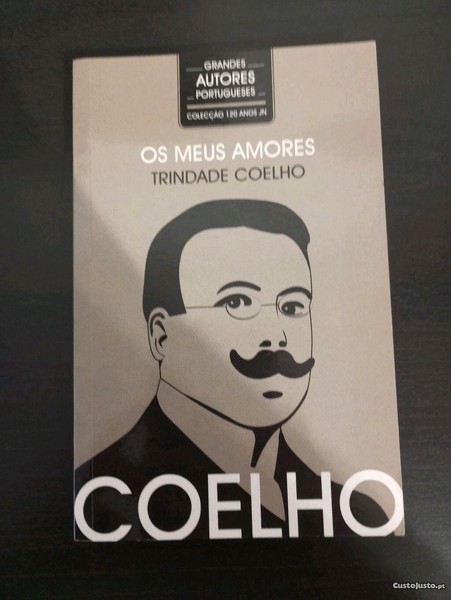 GRANDES
AUTORES
PORTUGUESES
COLECÇÃO 120 ANOS JN
OS MEUS AMORES
TRINDADE COELHO
COELHO
CustoJusto.pt